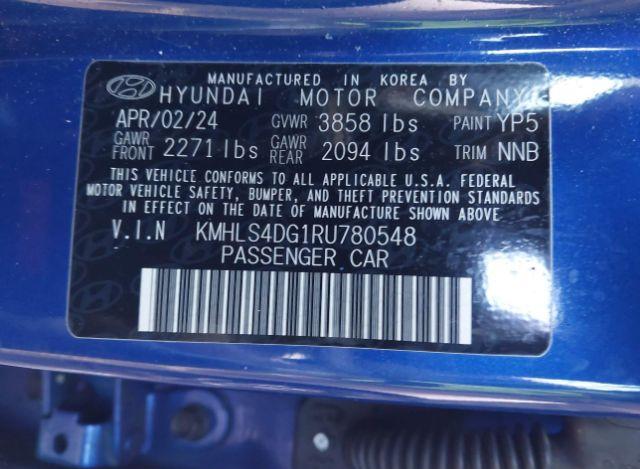 MANUFACTURED IN KOREA BY
HYUNDAI MOTOR COMPANY
APR/02/24 GVWR 3858 lbs PAINT YP5
GAWR FRONT 2271 lbs GAWR REAR 2094 lbs TRIM NNB
THIS VEHICLE CONFORMS TO ALL APPLICABLE U.S.A. FEDERAL
MOTOR VEHICLE SAFETY, BUMPER, AND THEFT PREVENTION STANDARDS
IN EFFECT ON THE DATE OF MANUFACTURE SHOWN ABOVE
V.I.N KMHLS4DG1RU780548
PASSENGER CAR